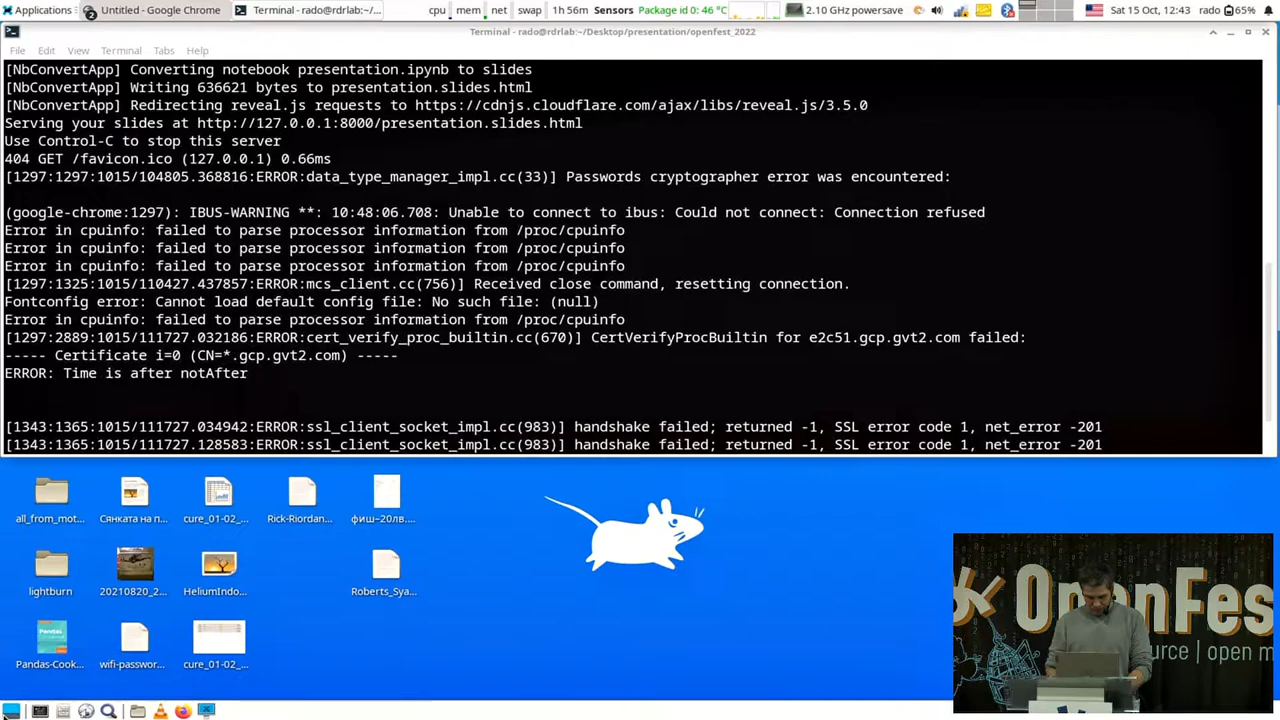 Applications
Untitled - Google Chrome
Terminal - rado@rdrlab:~/...
cpu
mem
net
swap
1h 56m
Sensors
Package id 0: 46 °C
2.10 GHz powersave
Sat 15 Oct, 12:43
rado
65%
Terminal - rado@rdrlab:~/Desktop/presentation/openfest_2022
File Edit View Terminal Tabs Help
[NbConvertApp] Converting notebook presentation.ipynb to slides
[NbConvertApp] Writing 636621 bytes to presentation.slides.html
[NbConvertApp] Redirecting reveal.js requests to https://cdnjs.cloudflare.com/ajax/libs/reveal.js/3.5.0
Serving your slides at http://127.0.0.1:8000/presentation.slides.html
Use Control-C to stop this server
404 GET /favicon.ico (127.0.0.1) 0.66ms
[1297:1297:1015/104805.368816:ERROR:data_type_manager_impl.cc(33)] Passwords cryptographer error was encountered:
(google-chrome:1297): IBUS-WARNING **: 10:48:06.708: Unable to connect to ibus: Could not connect: Connection refused
Error in cpuinfo: failed to parse processor information from /proc/cpuinfo
Error in cpuinfo: failed to parse processor information from /proc/cpuinfo
Error in cpuinfo: failed to parse processor information from /proc/cpuinfo
[1297:1325:1015/110427.437857:ERROR:mcs_client.cc(756)] Received close command, resetting connection.
Fontconfig error: Cannot load default config file: No such file: (null)
Error in cpuinfo: failed to parse processor information from /proc/cpuinfo
[1297:2889:1015/111727.032186:ERROR:cert_verify_proc_builtin.cc(670)] CertVerifyProcBuiltin for e2c51.gcp.gvt2.com failed:
----- Certificate i=0 (CN=*.gcp.gvt2.com) -----
ERROR: Time is after notAfter
[1343:1365:1015/111727.034942:ERROR:ssl_client_socket_impl.cc(983)] handshake failed; returned -1, SSL error code 1, net_error -201
[1343:1365:1015/111727.128583:ERROR:ssl_client_socket_impl.cc(983)] handshake failed; returned -1, SSL error code 1, net_error -201
all_from_mot...
Сянката на п...
cure_01-02_...
Rick-Riordan...
фиш-20лв....
lightburn
20210820_2...
HeliumIndo...
Roberts_Sya...
Pandas-Cook...
wifi-passwor...
cure_01-02_...
OpenFes
ource | open m